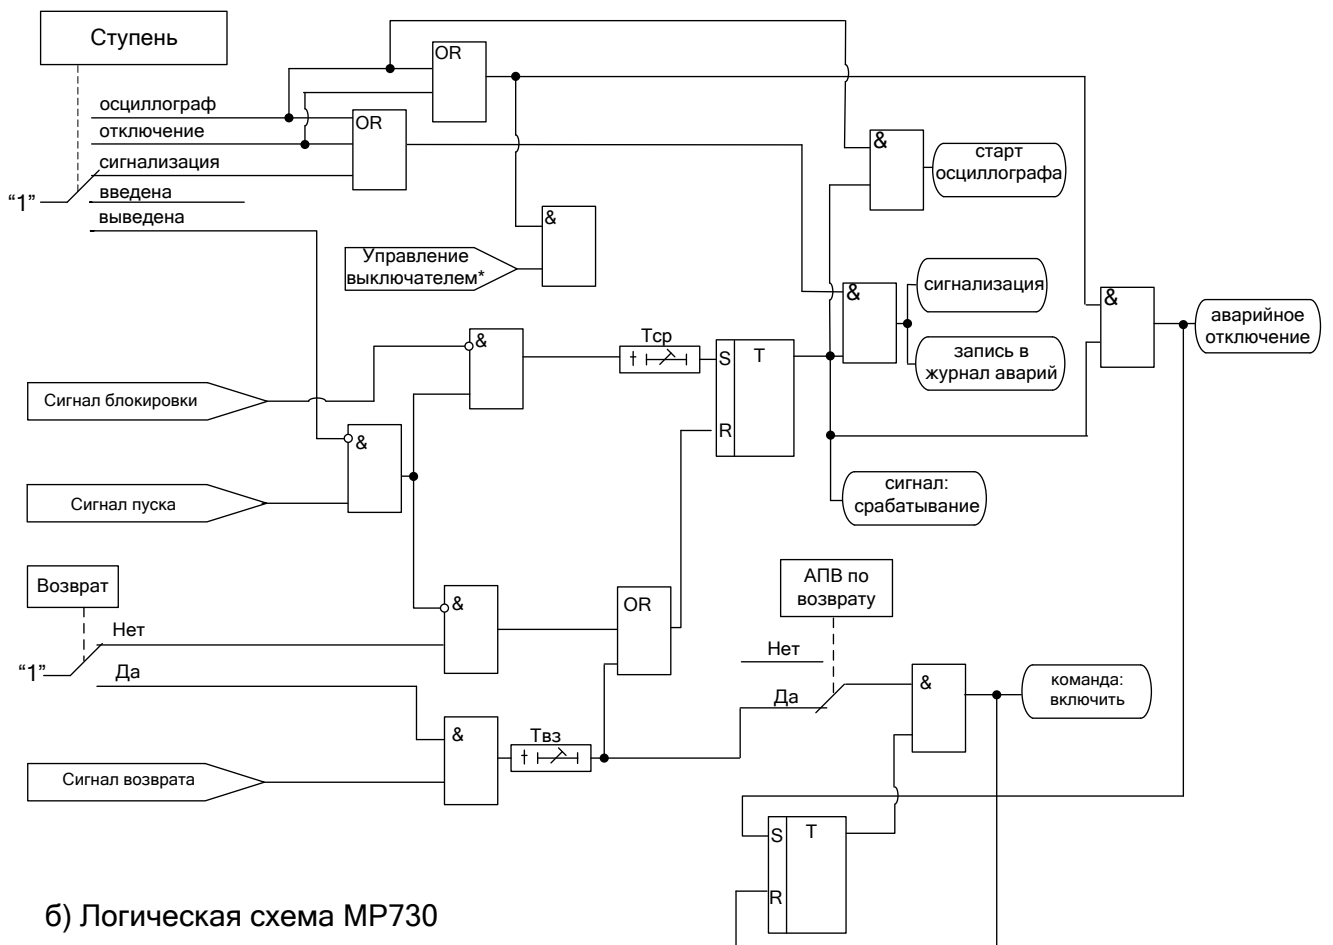 Ступень
осциллограф
отключение
сигнализация
“1”
введена
выведена
OR
OR
&
Управление
выключателем*
&
старт
осциллографа
&
сигнализация
запись в
журнал аварий
&
аварийное
отключение
Сигнал блокировки
&
Тср
S
T
R
&
Сигнал пуска
сигнал:
срабатывание
Возврат
“1”
Нет
Да
&
OR
АПВ по
возврату
Нет
Да
&
команда:
включить
Сигнал возврата
&
Твз
S
T
R
б) Логическая схема МР730